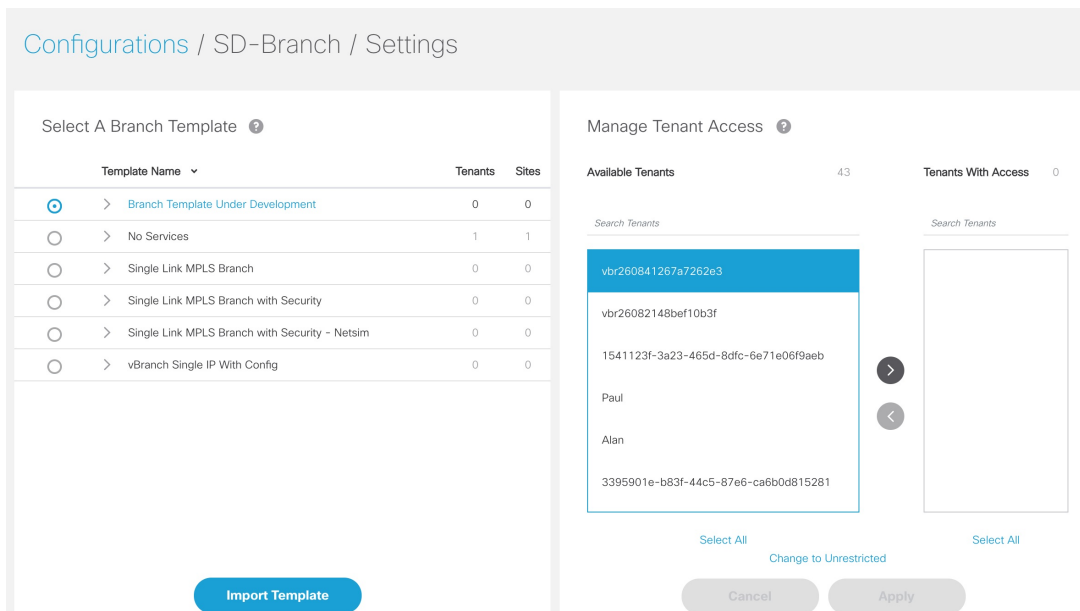 Configurations / SD-Branch / Settings
Select A Branch Template ?
Template Name Tenants Sites
Branch Template Under Development 0 0
No Services 1 1
Single Link MPLS Branch 0 0
Single Link MPLS Branch with Security 0 0
Single Link MPLS Branch with Security - Netsim 0 0
vBranch Single IP With Config 0 0
Import Template
Manage Tenant Access ?
Available Tenants 43
Search Tenants
vbr260841267a7262e3
vbr26082148bef10b3f
1541123f-3a23-465d-8dfc-6e71e06f9aeb
Paul
Alan
3395901e-b83f-44c5-87e6-ca6b0d815281
Select All
Tenants With Access 0
Search Tenants
Select All
Change to Unrestricted
Cancel Apply